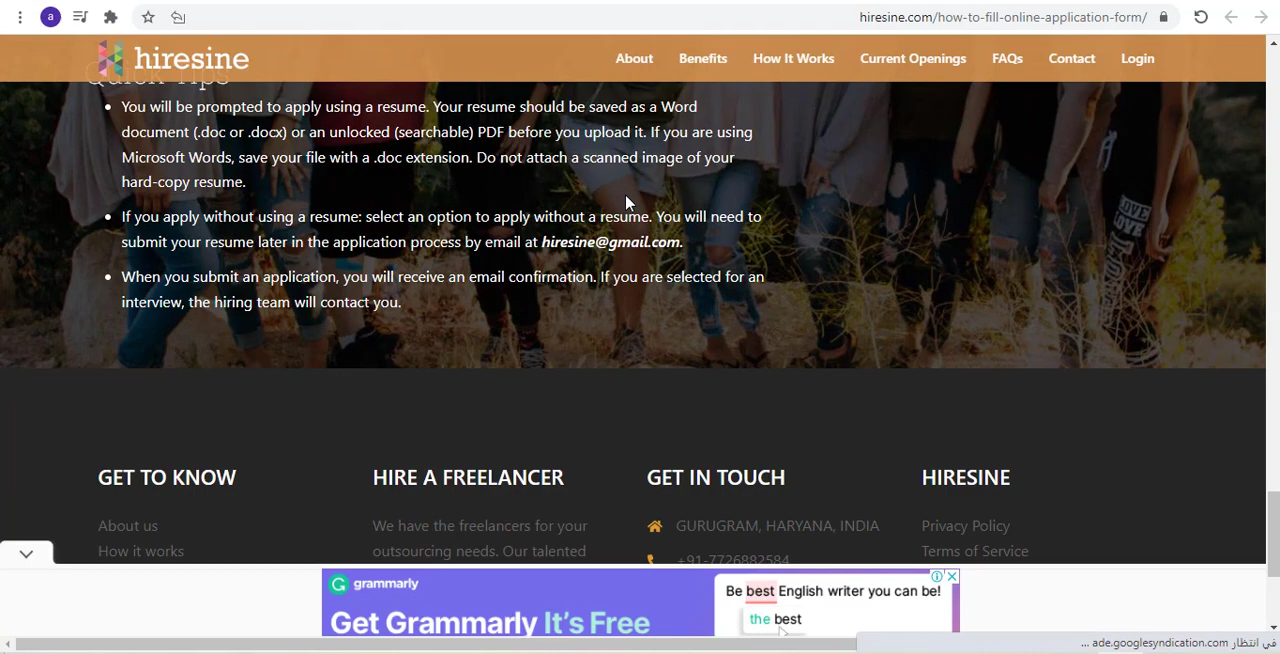 a
hiresine.com/how-to-fill-online-application-form/
hiresine
About Benefits How It Works Current Openings FAQs Contact Login
Quick Tips
You will be prompted to apply using a resume. Your resume should be saved as a Word
document (.doc or .docx) or an unlocked (searchable) PDF before you upload it. If you are using
Microsoft Words, save your file with a .doc extension. Do not attach a scanned image of your
hard-copy resume.
If you apply without using a resume: select an option to apply without a resume. You will need to
submit your resume later in the application process by email at hiresine@gmail.com.
When you submit an application, you will receive an email confirmation. If you are selected for an
interview, the hiring team will contact you.
LOVE
LOVE
GET TO KNOW
About us
How it works
HIRE A FREELANCER
We have the freelancers for your
outsourcing needs. Our talented
GET IN TOUCH
GURUGRAM, HARYANA, INDIA
+91-7726882584
HIRESINE
Privacy Policy
Terms of Service
G grammarly
Get Grammarly It's Free
Be best English writer you can be!
the best
في انتظار ade.googlesyndication.com ...